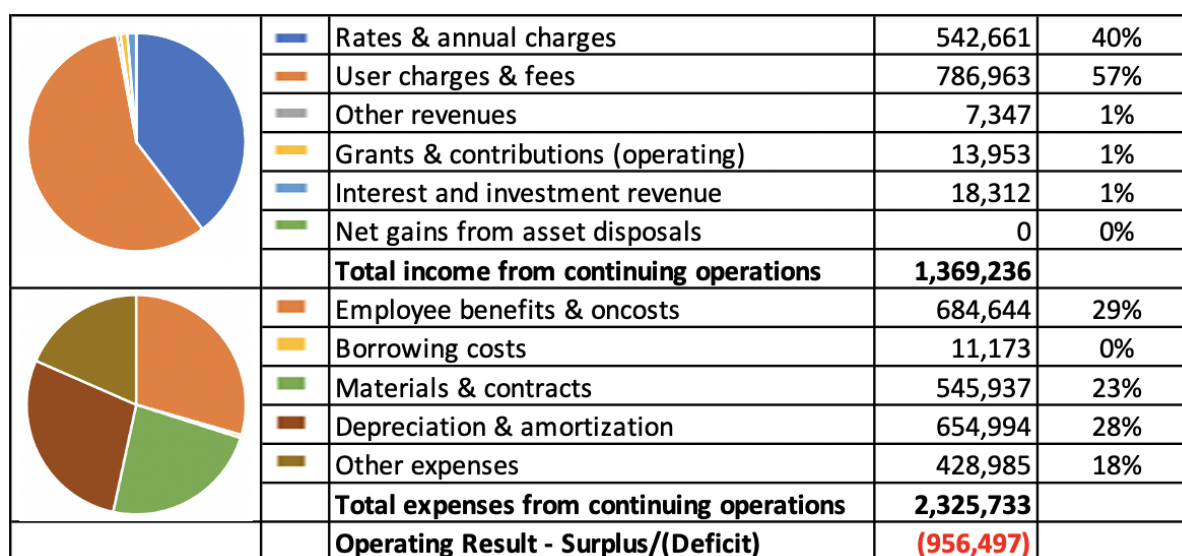 Rates & annual charges 542,661 40%
User charges & fees 786,963 57%
Other revenues 7,347 1%
Grants & contributions (operating) 13,953 1%
Interest and investment revenue 18,312 1%
Net gains from asset disposals 0 0%
Total income from continuing operations 1,369,236
Employee benefits & oncosts 684,644 29%
Borrowing costs 11,173 0%
Materials & contracts 545,937 23%
Depreciation & amortization 654,994 28%
Other expenses 428,985 18%
Total expenses from continuing operations 2,325,733
Operating Result - Surplus/(Deficit) (956,497)